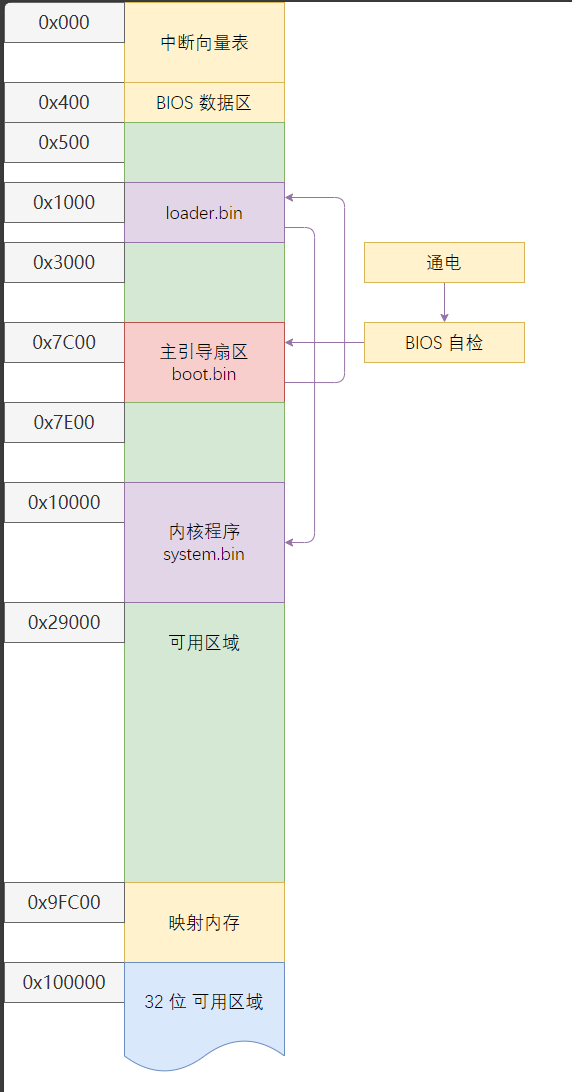 0x000
中断向量表
0x400
BIOS 数据区
0x500
0x1000
loader.bin
0x3000
通电
0x7C00
主引导扇区
boot.bin
BIOS 自检
0x7E00
0x10000
内核程序
system.bin
0x29000
可用区域
0x9FC00
映射内存
0x100000
32 位 可用区域